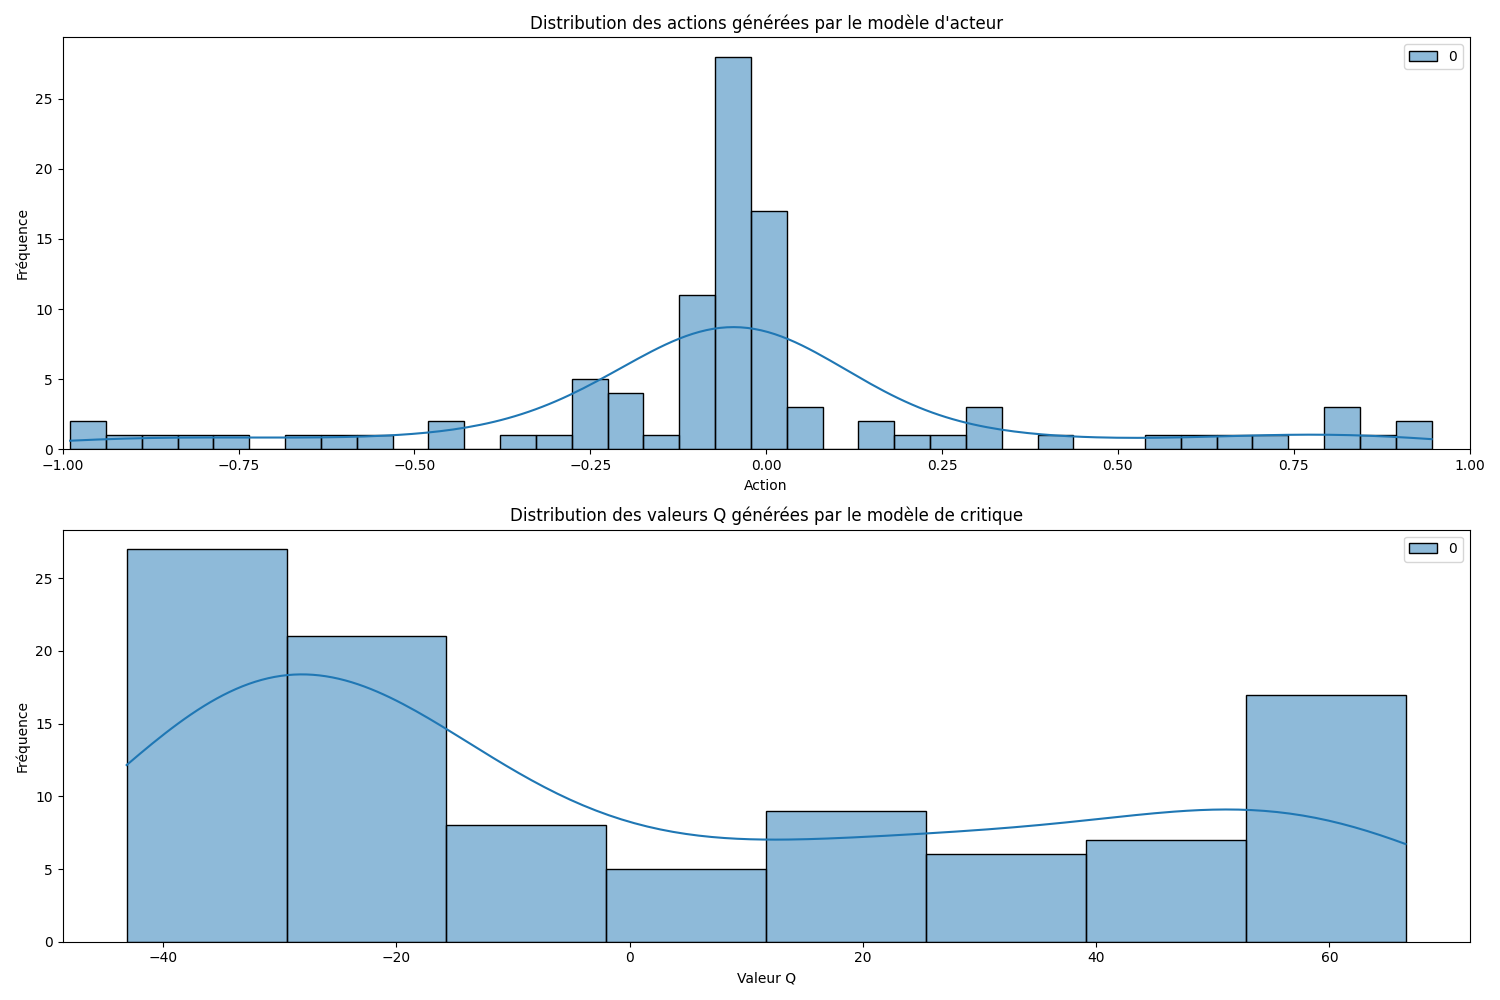 Distribution des actions générées par le modèle d'acteur
0
Fréquence
25
20
15
10
5
0
−1.00 −0.75 −0.50 −0.25 0.00 0.25 0.50 0.75 1.00
Action
Distribution des valeurs Q générées par le modèle de critique
0
Fréquence
25
20
15
10
5
0
−40 −20 0 20 40 60
Valeur Q